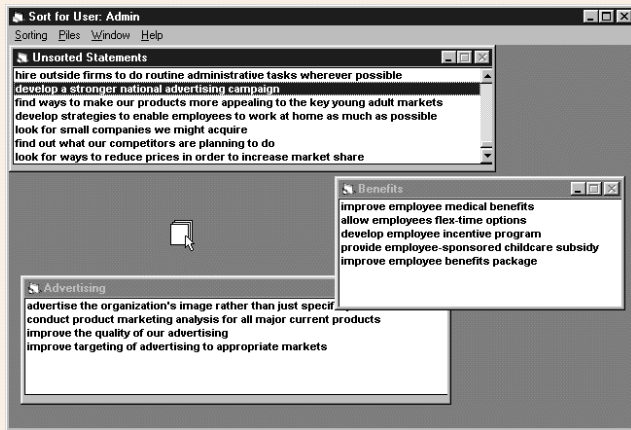 Sort for User: Admin
Sorting Piles Window Help
Unsorted Statements
hire outside firms to do routine administrative tasks wherever possible
develop a stronger national advertising campaign
find ways to make our products more appealing to the key young adult markets
develop strategies to enable employees to work at home as much as possible
look for small companies we might acquire
find out what our competitors are planning to do
look for ways to reduce prices in order to increase market share
Benefits
improve employee medical benefits
allow employees flex-time options
develop employee incentive program
provide employee-sponsored childcare subsidy
improve employee benefits package
Advertising
advertise the organization's image rather than just
conduct product marketing analysis for all major current products
improve the quality of our advertising
improve targeting of advertising to appropriate markets